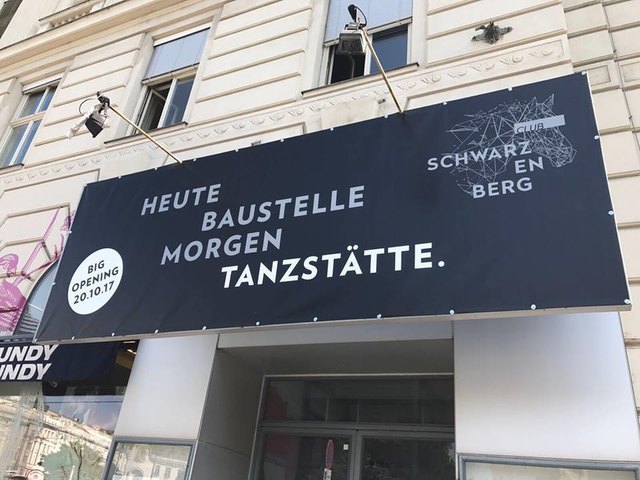 HEUTE
BAUSTELLE
MORGEN
TANZSTÄTTE.
BIG
OPENING
20.10.17
CLUB
SCHWARZ
EN
BERG
UNDY
UNDY